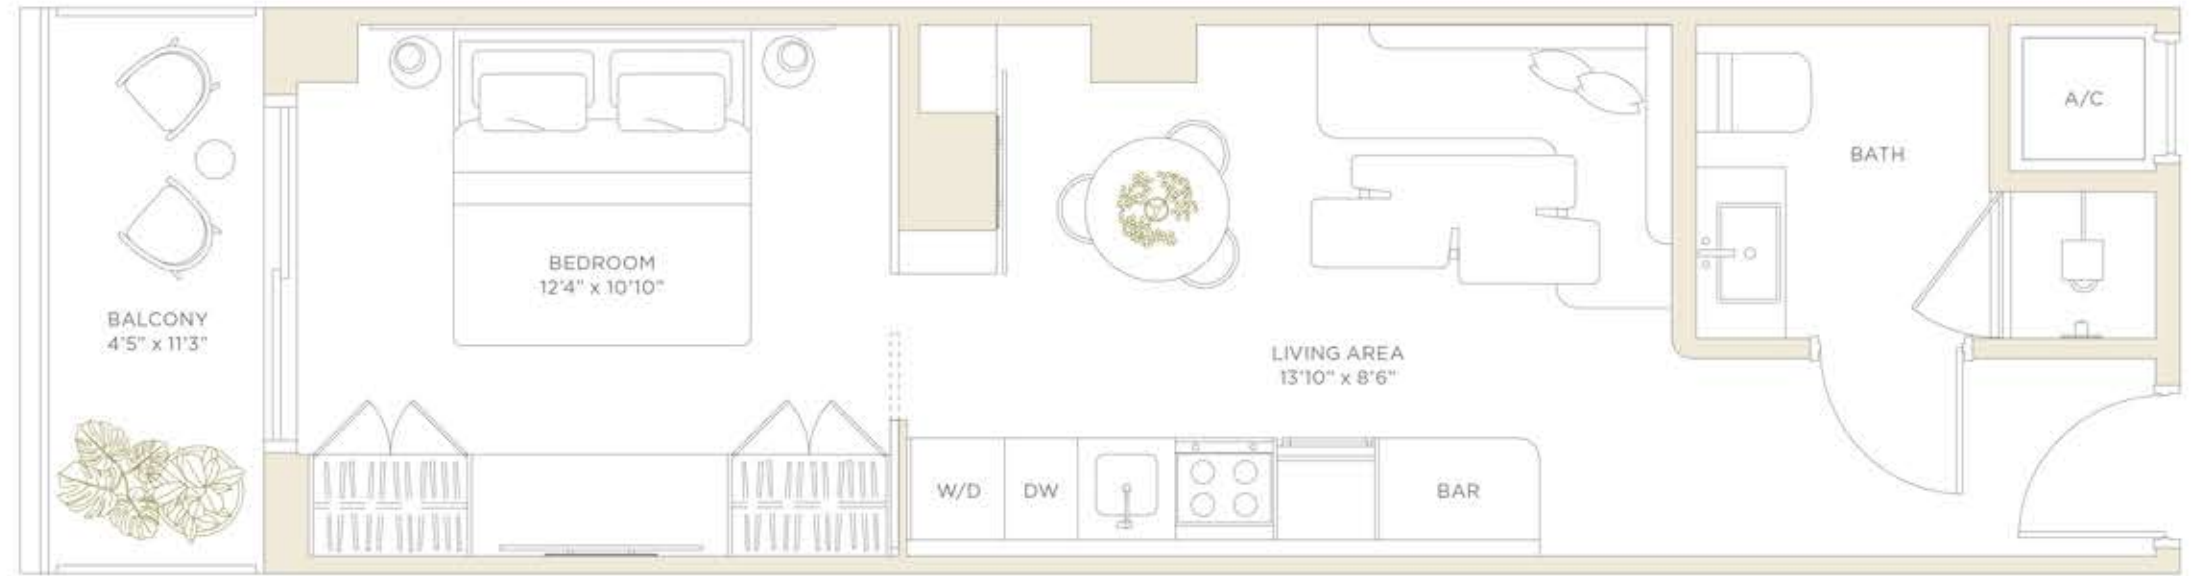 BALCONY
4'5" x 11'3"
BEDROOM
12'4" x 10'10"
LIVING AREA
13'10" x 8'6"
W/D
DW
BAR
BATH
A/C